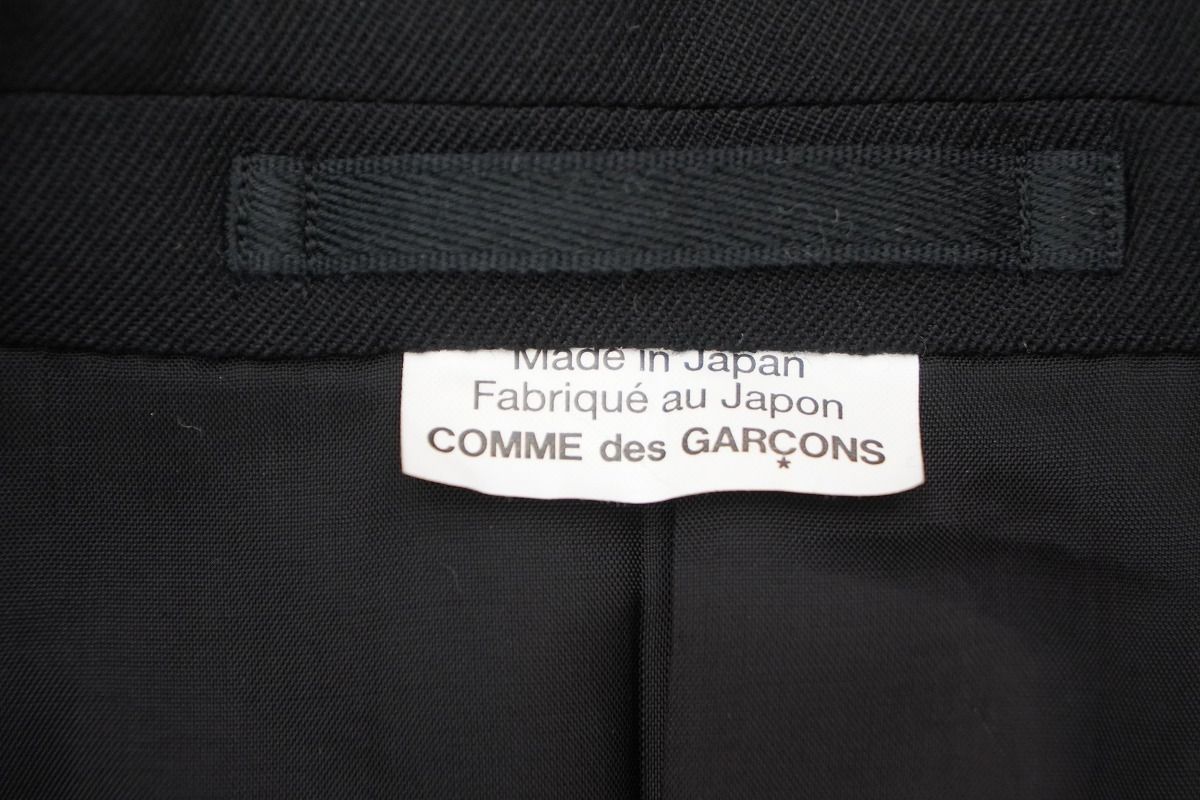 Made in Japan
Fabriqué au Japon
COMME des GARÇONS